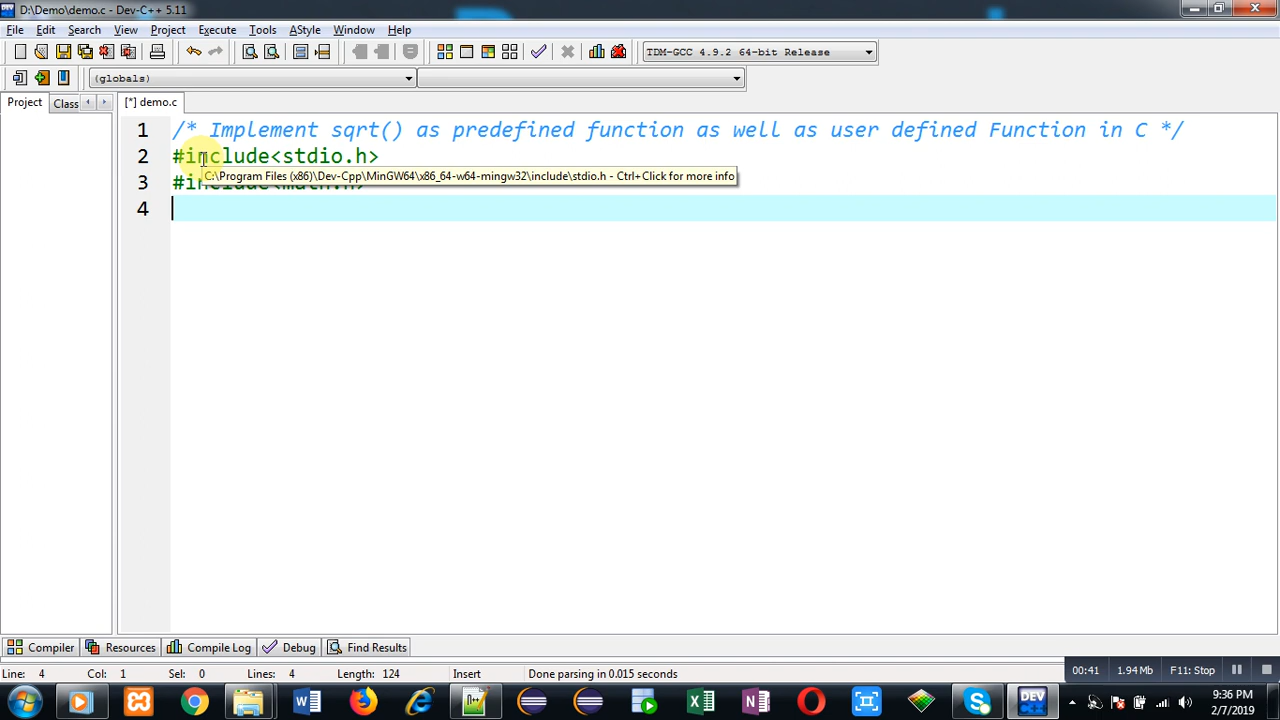 D:\Demo\demo.c - Dev-C++ 5.11
File Edit Search View Project Execute Tools AStyle Window Help
TDM-GCC 4.9.2 64-bit Release
(globals)
Project Class [*] demo.c
1 /* Implement sqrt() as predefined function as well as user defined Function in C */
2 #include<stdio.h>
C:\Program Files (x86)\Dev-Cpp\MinGW64\x86_64-w64-mingw32\include\stdio.h - Ctrl+Click for more info
3 #include<math.h>
4
Compiler Resources Compile Log Debug Find Results
Line: 4 Col: 1 Sel: 0 Lines: 4 Length: 124 Insert Done parsing in 0.015 seconds
00:41 1.94 Mb F11: Stop
DEV
9:36 PM
2/7/2019